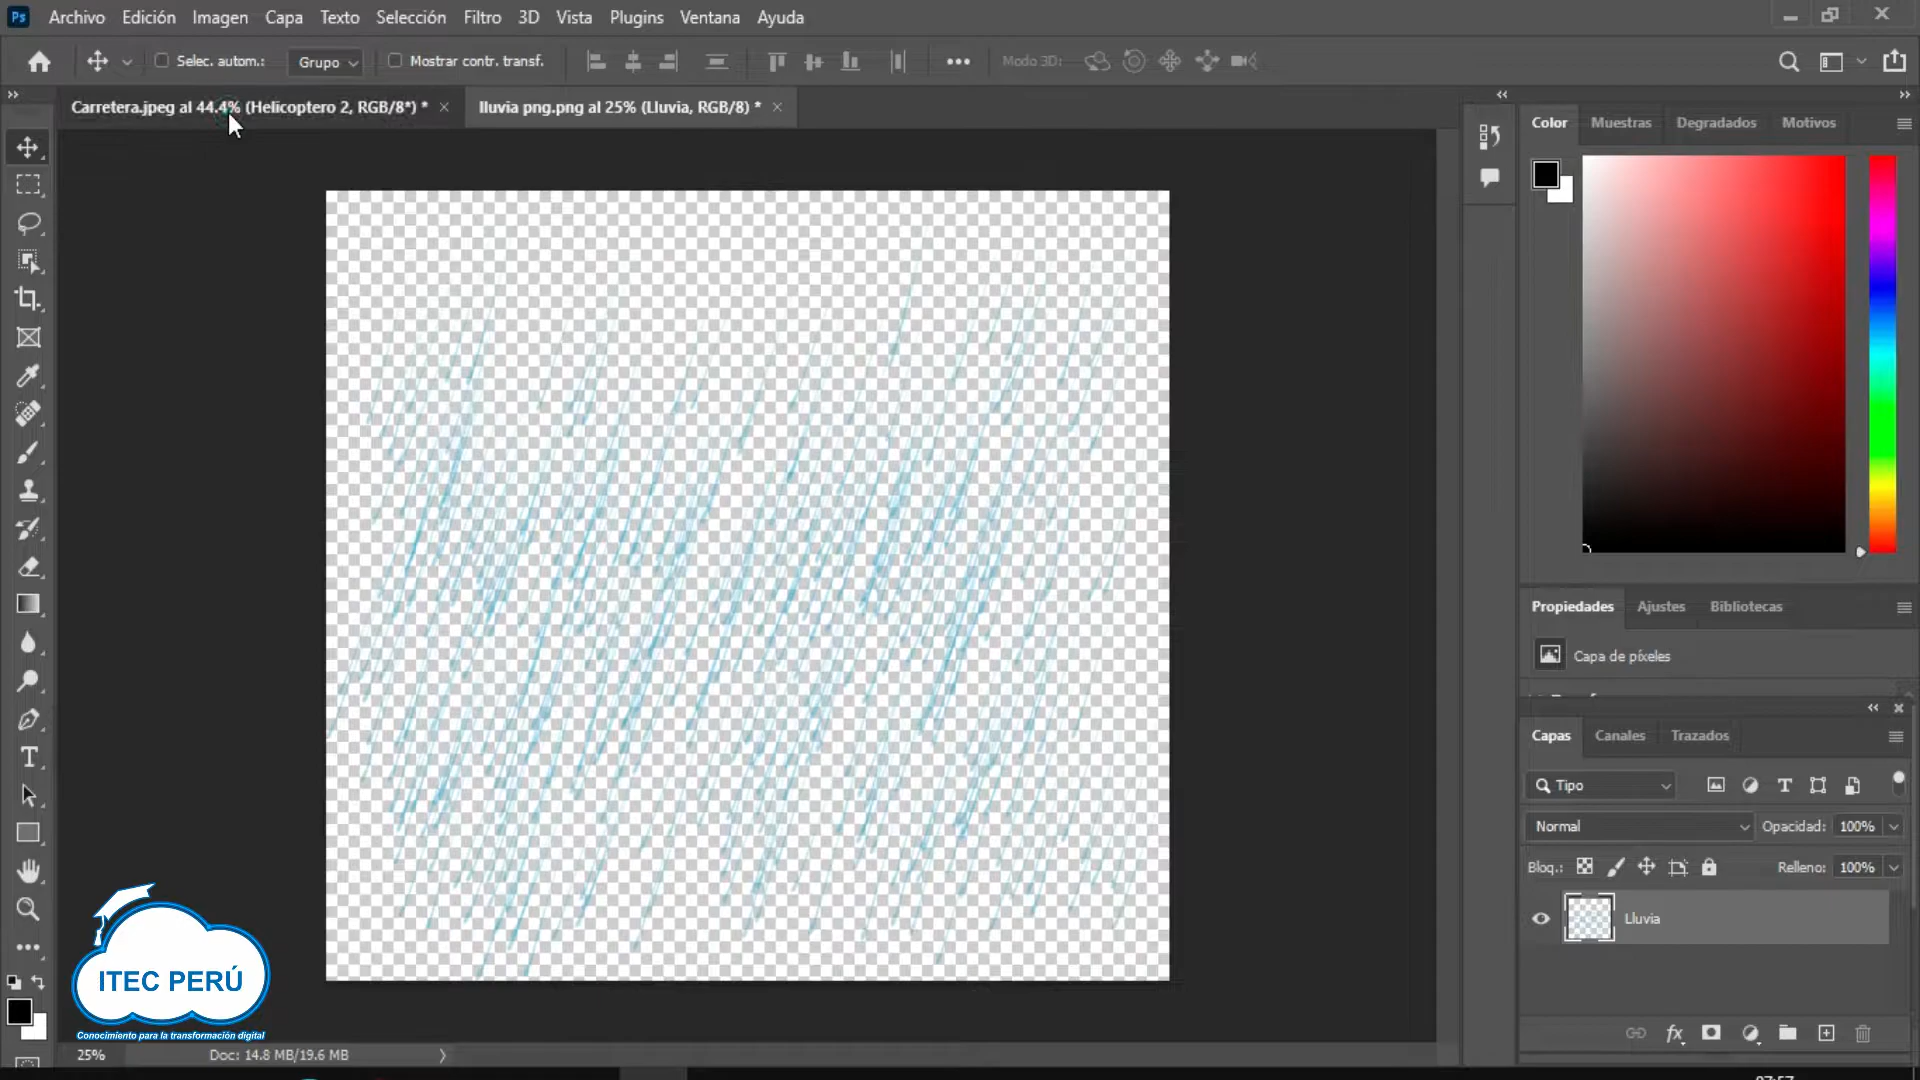 Ps Archivo Edición Imagen Capa Texto Selección Filtro 3D Vista Plugins Ventana Ayuda
Selec. autom.: Grupo Mostrar contr. transf. Modo 3D:
Carretera.jpeg al 44.4% (Helicoptero 2, RGB/8*) * lluvia png.png al 25% (Lluvia, RGB/8) *
Color Muestras Degradados Motivos
Propiedades Ajustes Bibliotecas
Capa de píxeles
Capas Canales Trazados
Tipo
Normal Opacidad: 100%
Bloq.: Relleno: 100%
Lluvia
ITEC PERÚ
Conocimiento para la transformación digital
25% Doc: 14.8 MB/19.6 MB